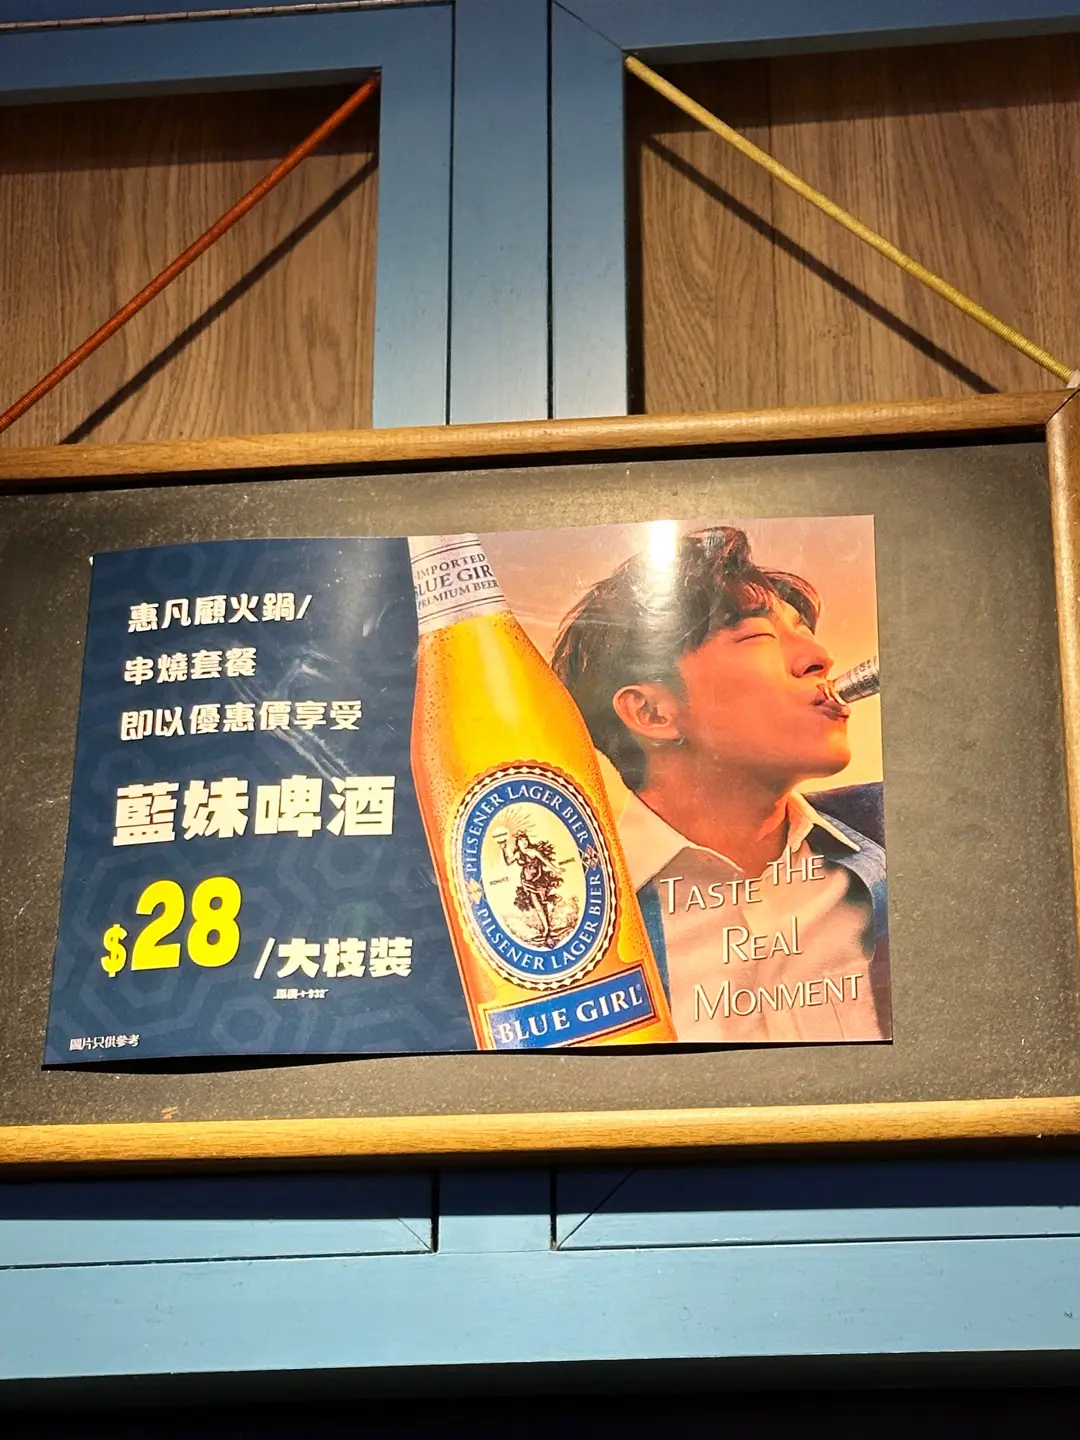 惠凡顧火鍋/
串燒套餐
即以優惠價享受
藍妹啤酒
$28 /大枝裝
圖片只供參考
IMPORTED
BLUE GIR
PREMIUM BEER
PILSENER LAGER BIER
PILSENER LAGER BIER
BLUE GIRL
TASTE THE
REAL
MONMENT